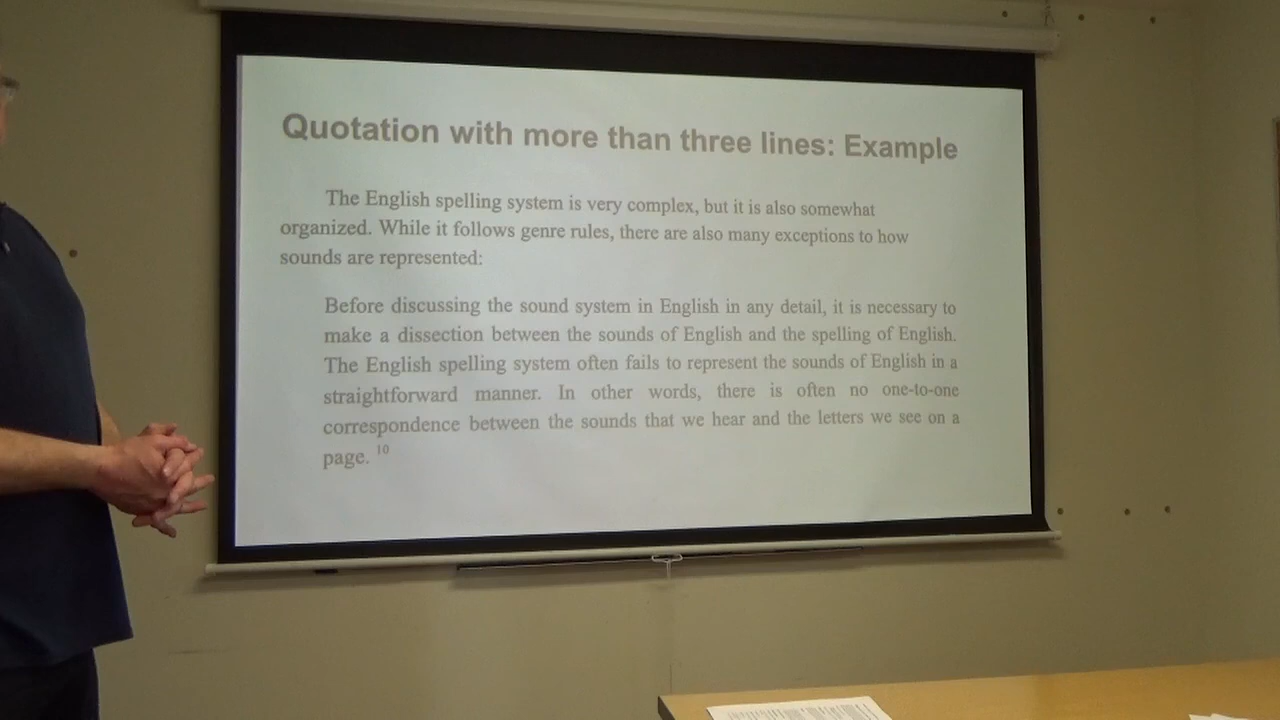 Quotation with more than three lines: Example
The English spelling system is very complex, but it is also somewhat
organized. While it follows genre rules, there are also many exceptions to how
sounds are represented:
Before discussing the sound system in English in any detail, it is necessary to
make a dissection between the sounds of English and the spelling of English.
The English spelling system often fails to represent the sounds of English in a
straightforward manner. In other words, there is often no one-to-one
correspondence between the sounds that we hear and the letters we see on a
page. 10